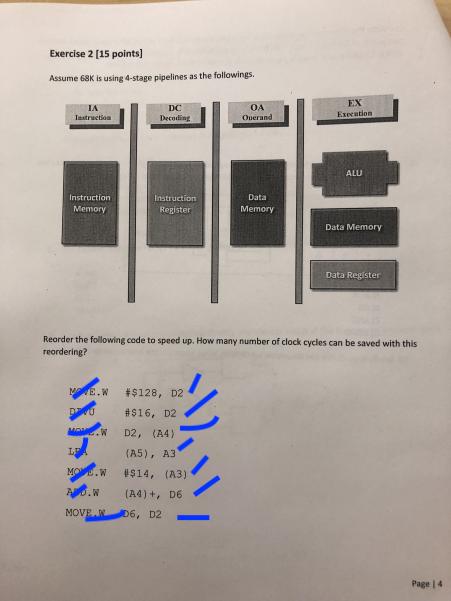 Exercise 2 [15 points]
Assume 68K is using 4-stage pipelines as the followings.
IA DC OA EX
Instruction Decoding Operand Execution
ALU
Instruction Memory Instruction Register Data Memory
Data Memory
Data Register
Reorder the following code to speed up. How many number of clock cycles can be saved with this
reordering?
MOVE.W #$128, D2
DIVU #$16, D2
MOVE.W D2, (A4)
LEA (A5), A3
MOVE.W #$14, (A3)
ADD.W (A4)+, D6
MOVE.W D6, D2
Page | 4